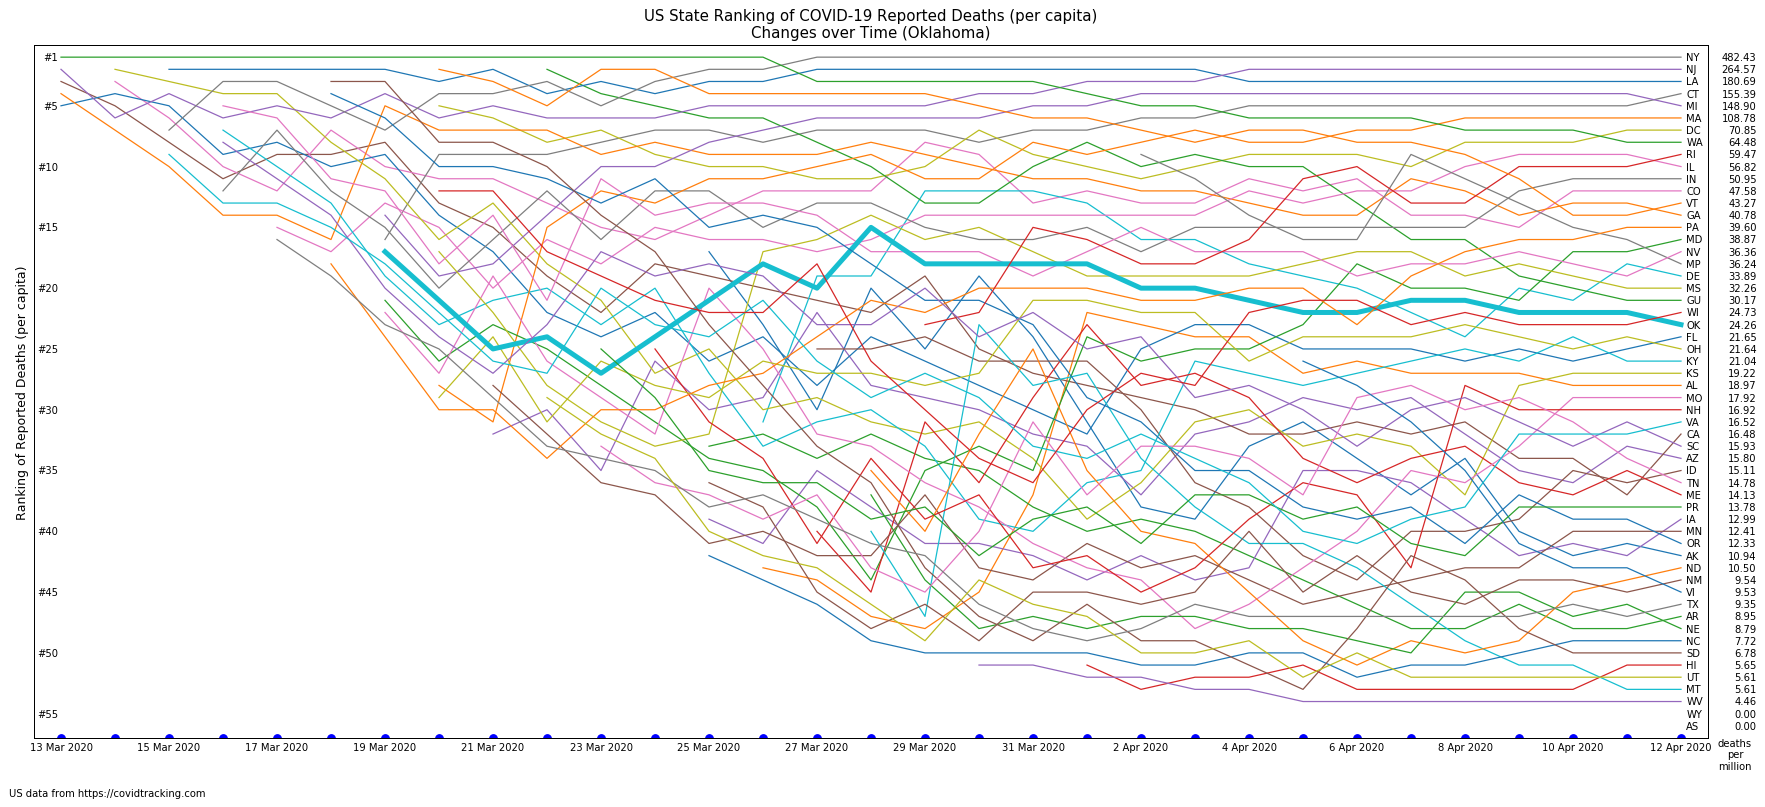 US State Ranking of COVID-19 Reported Deaths (per capita)
Changes over Time (Oklahoma)
Ranking of Reported Deaths (per capita)
#1
#5
#10
#15
#20
#25
#30
#35
#40
#45
#50
#55
NY 482.43
NJ 264.57
LA 180.69
CT 155.39
MI 148.90
MA 108.78
DC 70.85
WA 64.48
RI 59.47
IL 56.82
IN 50.95
CO 47.58
VT 43.27
GA 40.78
PA 39.60
MD 38.87
NV 36.36
MP 36.24
DE 33.89
MS 32.26
GU 30.17
WI 24.73
OK 24.26
FL 21.65
OH 21.64
KY 21.04
KS 19.22
AL 18.97
MO 17.92
NH 16.92
VA 16.52
CA 16.48
SC 15.93
AZ 15.80
ID 15.11
TN 14.78
ME 14.13
PR 13.78
IA 12.99
MN 12.41
OR 12.33
AK 10.94
ND 10.50
NM 9.54
VI 9.53
TX 9.35
AR 8.95
NE 8.79
NC 7.72
SD 6.78
HI 5.65
UT 5.61
MT 5.61
WV 4.46
WY 0.00
AS 0.00
13 Mar 2020 15 Mar 2020 17 Mar 2020 19 Mar 2020 21 Mar 2020 23 Mar 2020 25 Mar 2020 27 Mar 2020 29 Mar 2020 31 Mar 2020 2 Apr 2020 4 Apr 2020 6 Apr 2020 8 Apr 2020 10 Apr 2020 12 Apr 2020
deaths
per
million
US data from https://covidtracking.com